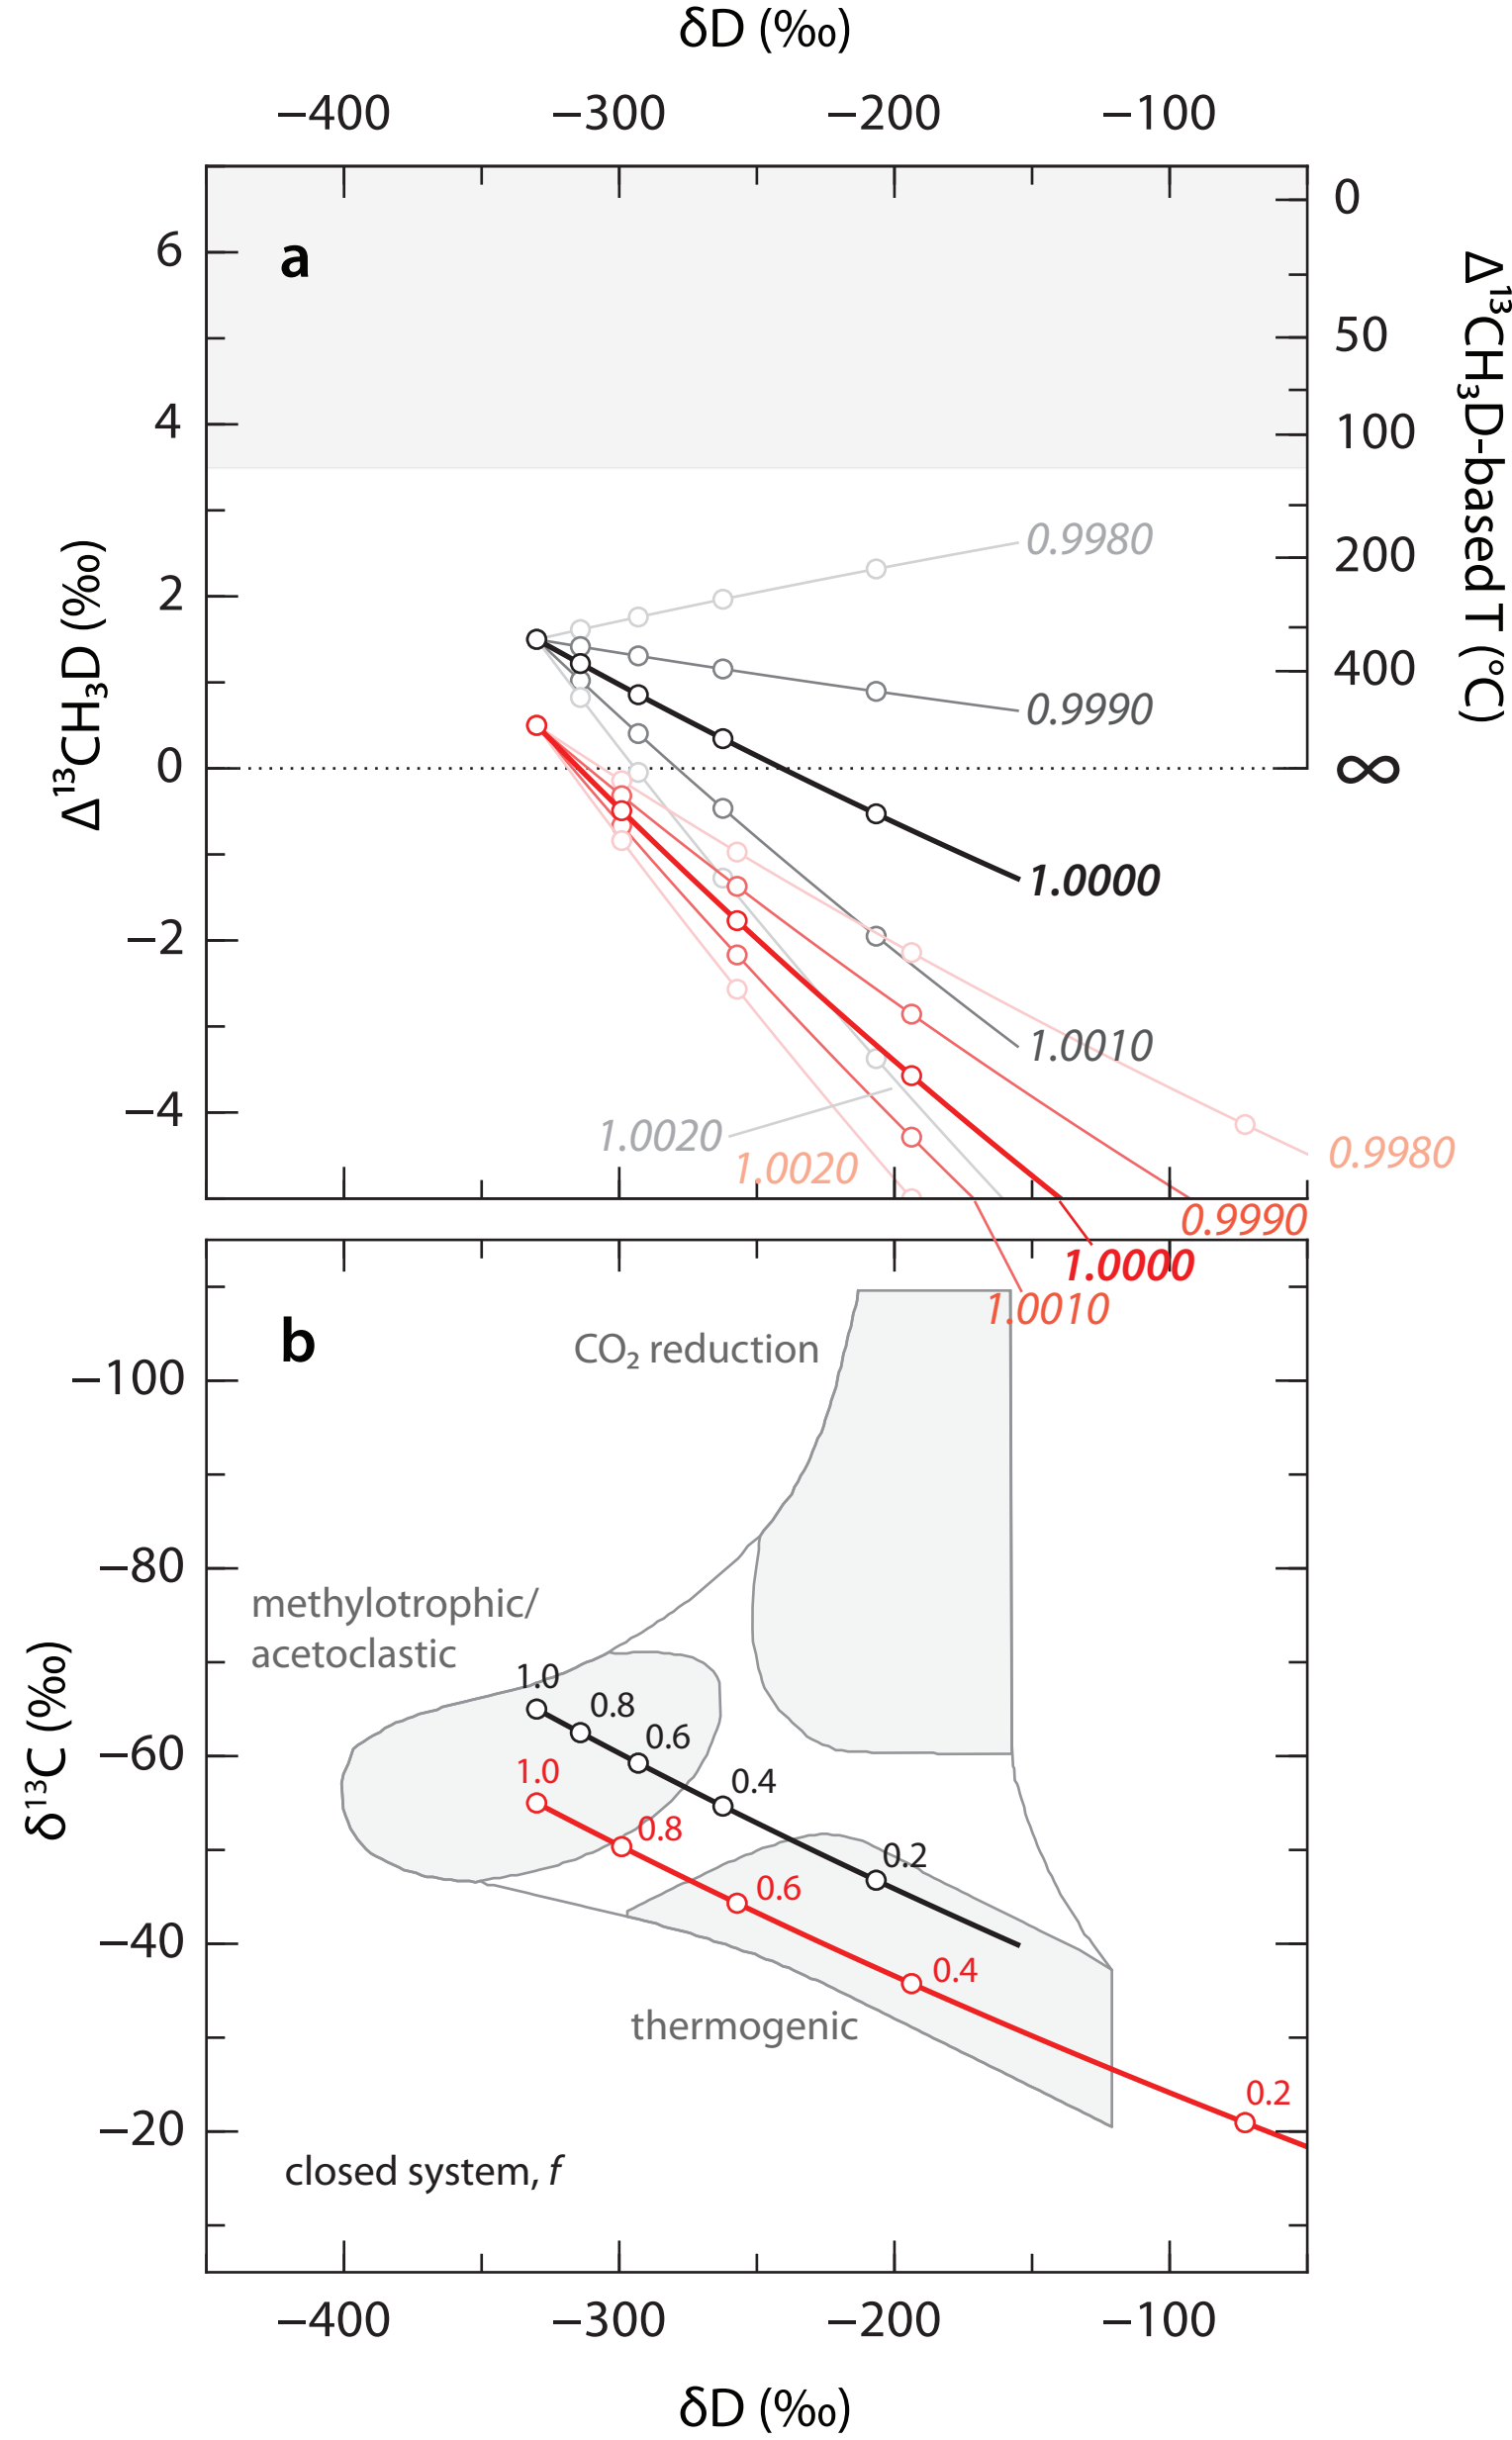 δD (‰)
−400 −300 −200 −100
a
6
4
2
0
−2
−4
Δ¹³CH₃D (‰)
0
50
100
200
400
∞
Δ¹³CH₃D-based T (°C)
0.9980
0.9990
1.0000
1.0010
1.0020
1.0020
0.9980
0.9990
1.0000
1.0010
b
CO₂ reduction
−100
−80
−60
−40
−20
δ¹³C (‰)
methylotrophic/
acetoclastic
1.0
0.8
0.6
0.4
0.2
1.0
0.8
0.6
0.4
0.2
thermogenic
closed system, f
−400 −300 −200 −100
δD (‰)